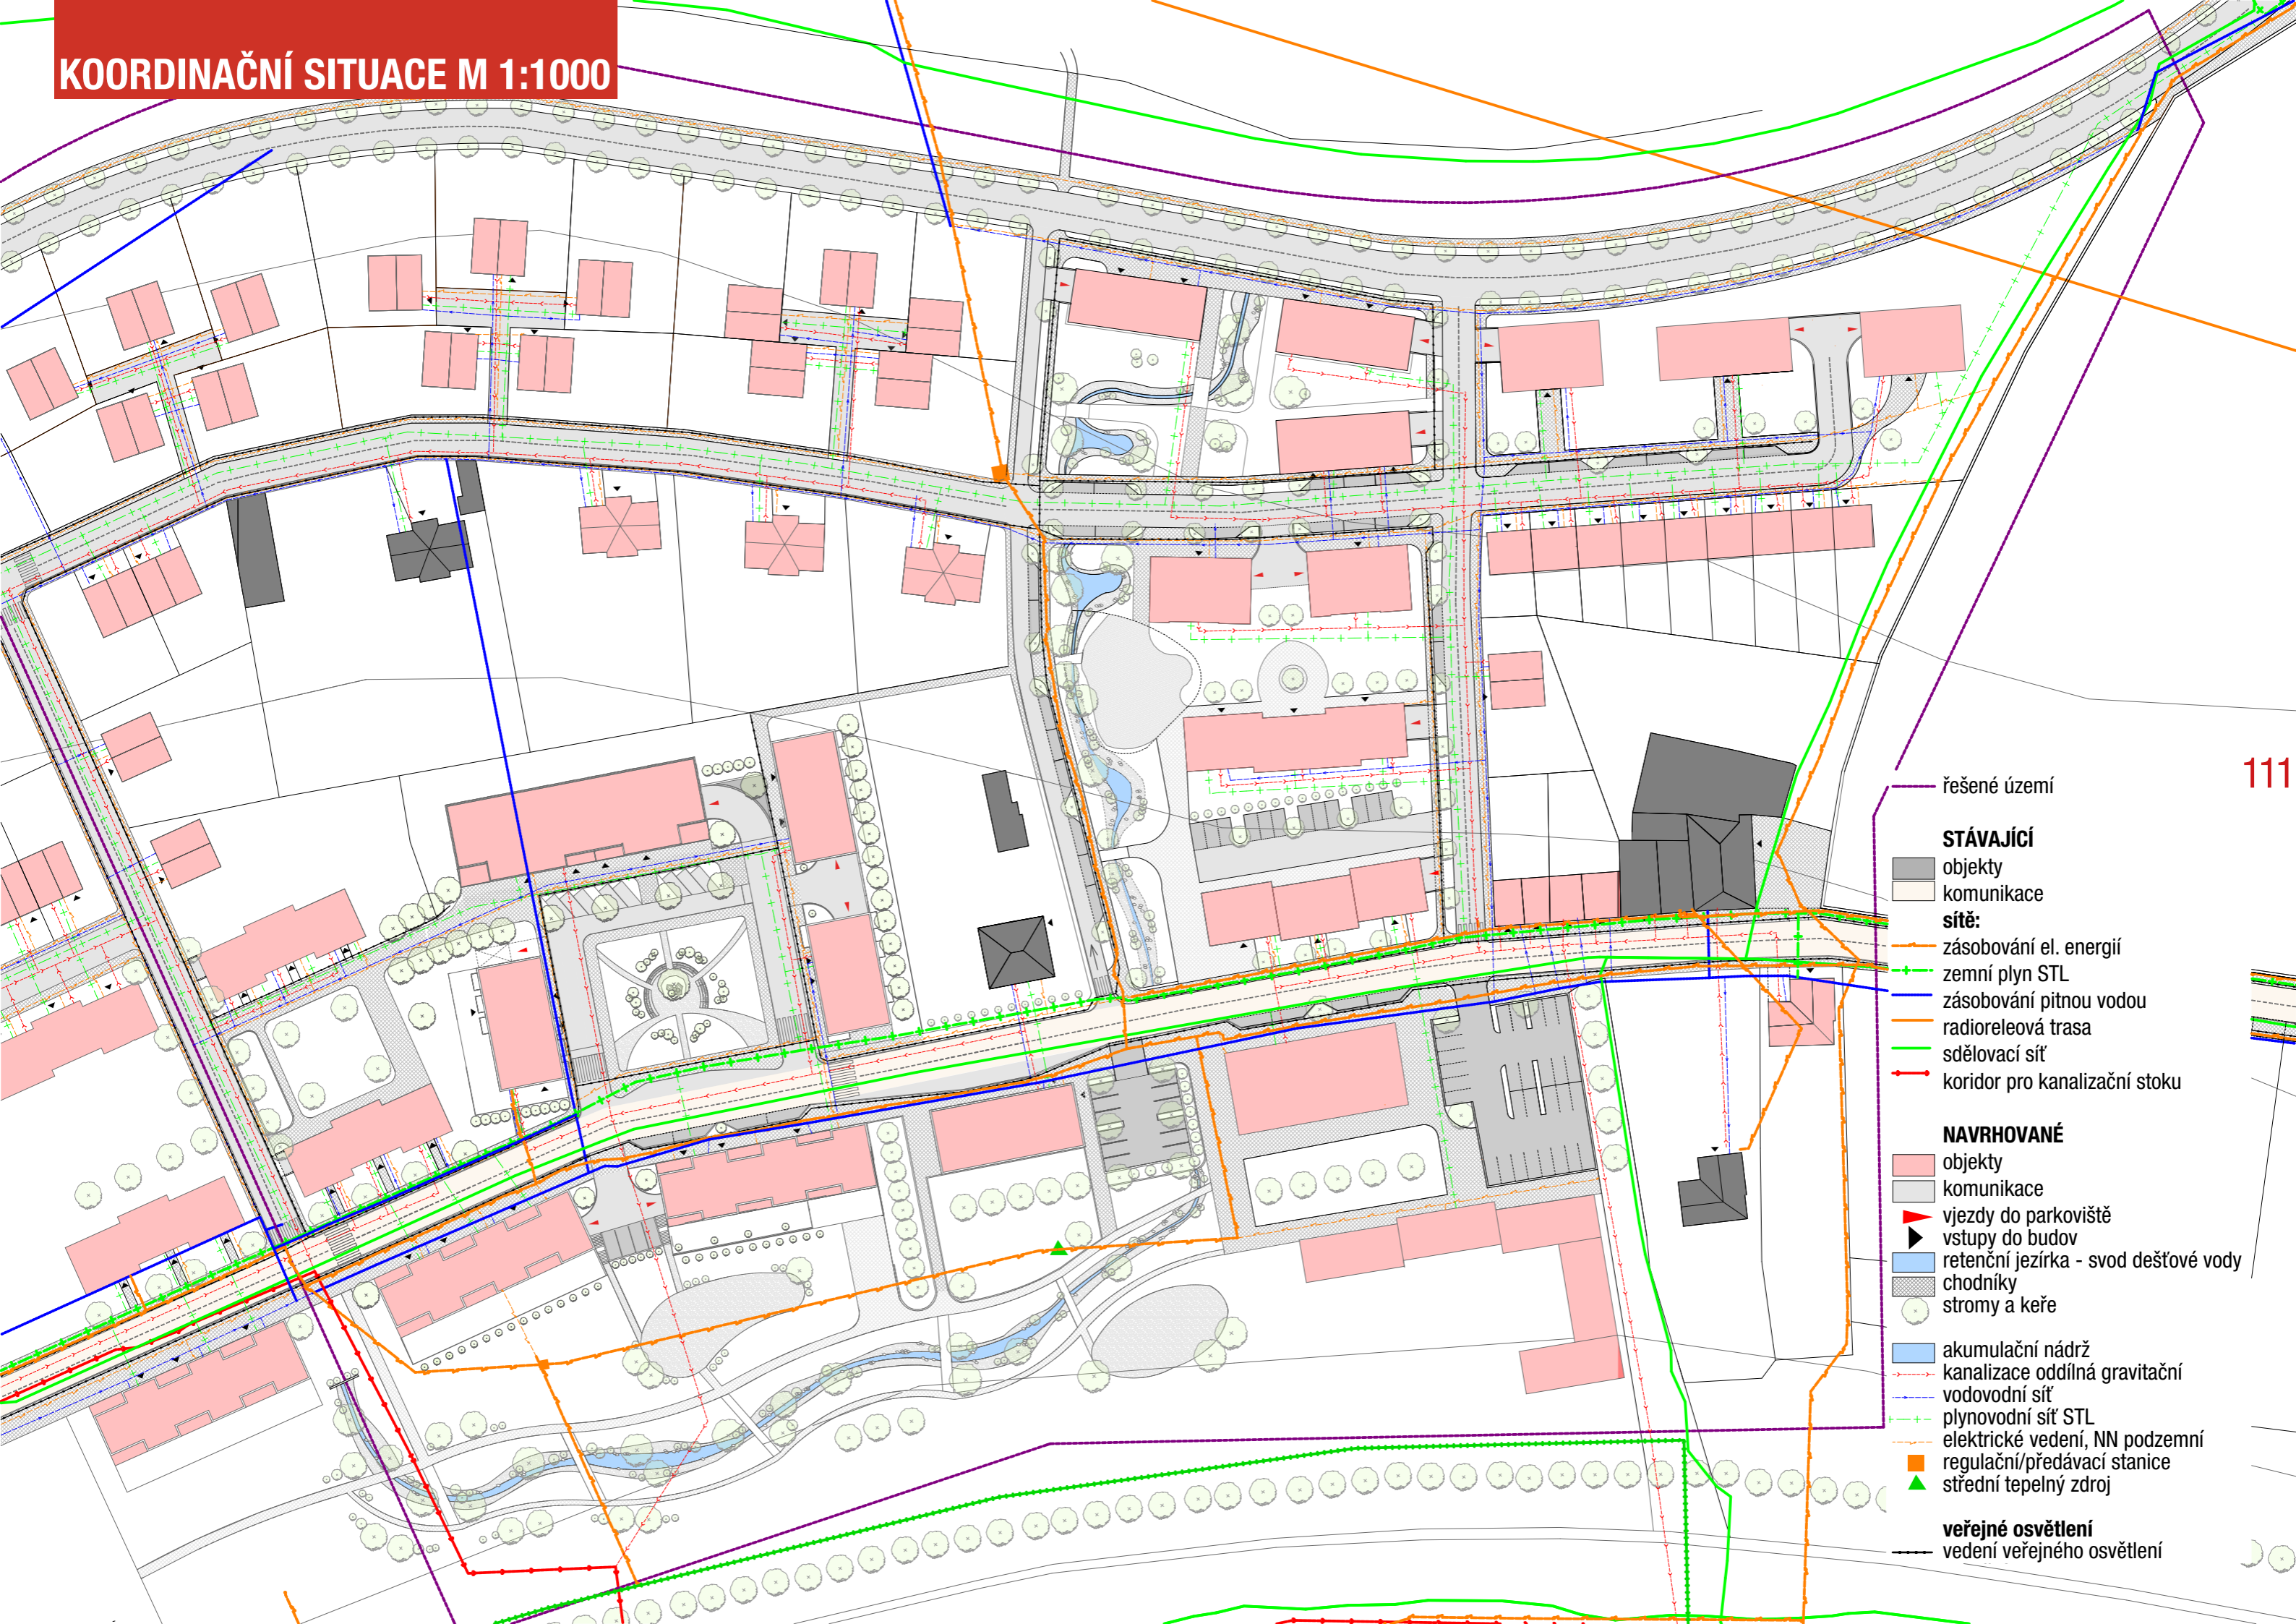 KOORDINAČNÍ SITUACE M 1:1000
111
řešené území
STÁVAJÍCÍ
objekty
komunikace
sítě:
zásobování el. energií
zemní plyn STL
zásobování pitnou vodou
radioreleová trasa
sdělovací síť
koridor pro kanalizační stoku
NAVRHOVANÉ
objekty
komunikace
vjezdy do parkoviště
vstupy do budov
retenční jezírka - svod dešťové vody
chodníky
stromy a keře
akumulační nádrž
kanalizace oddílná gravitační
vodovodní síť
plynovodní síť STL
elektrické vedení, NN podzemní
regulační/předávací stanice
střední tepelný zdroj
veřejné osvětlení
vedení veřejného osvětlení